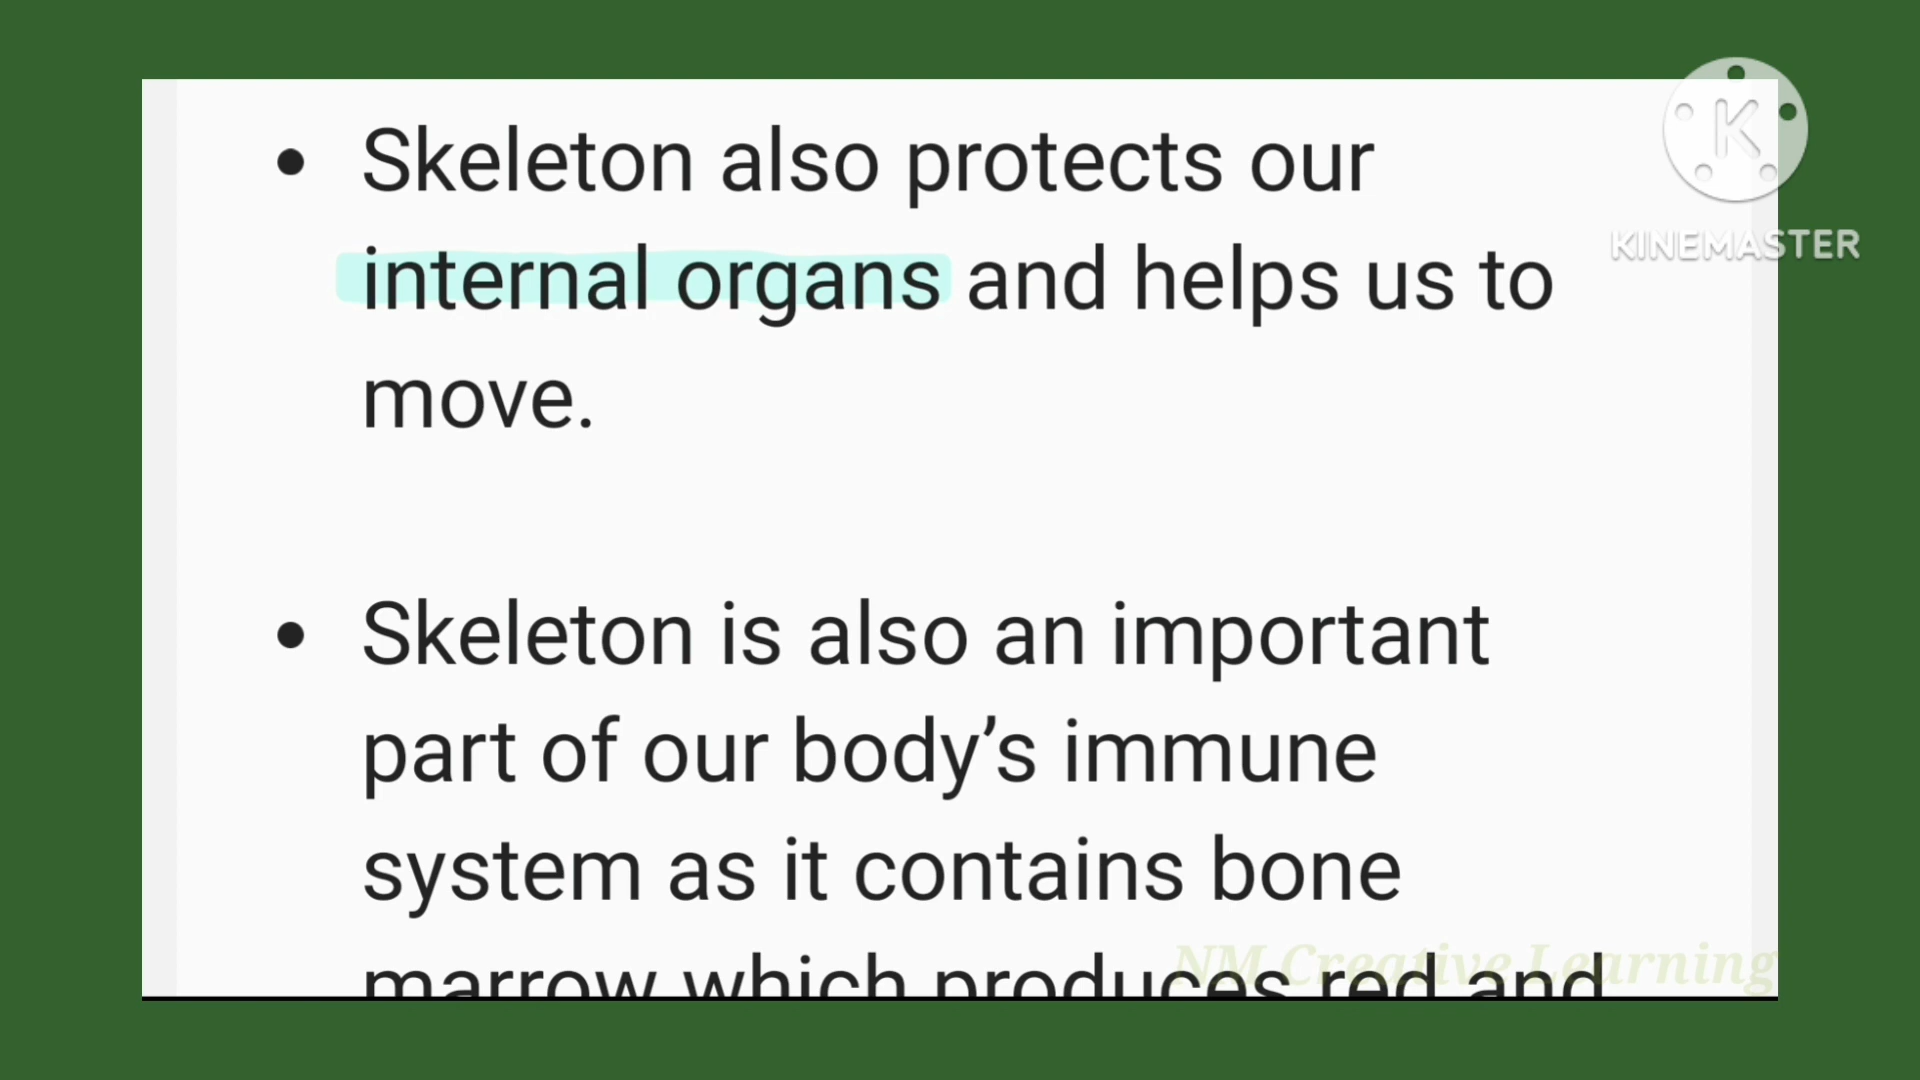 • Skeleton also protects our
internal organs and helps us to
move.
• Skeleton is also an important
part of our body’s immune
system as it contains bone
marrow which produces red and
NM Creative Learning
K
KINEMASTER